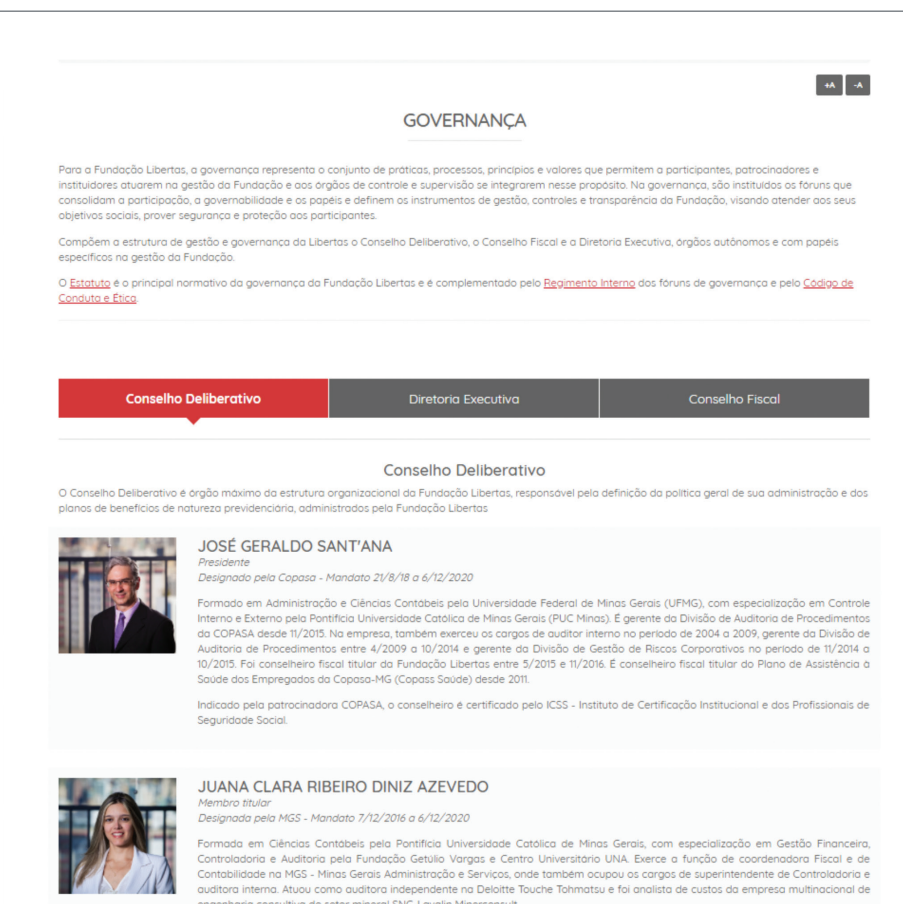 +A -A
GOVERNANÇA
Para a Fundação Libertas, a governança representa o conjunto de práticas, processos, princípios e valores que permitem a participantes, patrocinadores e
instituidores atuarem na gestão da Fundação e aos órgãos de controle e supervisão se integrarem nesse propósito. Na governança, são instituídos os fóruns que
consolidam a participação, a governabilidade e os papéis e definem os instrumentos de gestão, controles e transparência da Fundação, visando atender aos seus
objetivos sociais, prover segurança e proteção aos participantes.
Compõem a estrutura de gestão e governança da Libertas o Conselho Deliberativo, o Conselho Fiscal e a Diretoria Executiva, órgãos autônomos e com papéis
específicos na gestão da Fundação.
O Estatuto é o principal normativo da governança da Fundação Libertas e é complementado pelo Regimento Interno dos fóruns de governança e pelo Código de
Conduta e Ética.
Conselho Deliberativo Diretoria Executiva Conselho Fiscal
Conselho Deliberativo
O Conselho Deliberativo é órgão máximo da estrutura organizacional da Fundação Libertas, responsável pela definição da política geral de sua administração e dos
planos de benefícios de natureza previdenciária, administrados pela Fundação Libertas
JOSÉ GERALDO SANT'ANA
Presidente
Designado pela Copasa - Mandato 21/8/18 a 6/12/2020
Formado em Administração e Ciências Contábeis pela Universidade Federal de Minas Gerais (UFMG), com especialização em Controle
Interno e Externo pela Pontifícia Universidade Católica de Minas Gerais (PUC Minas). É gerente da Divisão de Auditoria de Procedimentos
da COPASA desde 11/2015. Na empresa, também exerceu os cargos de auditor interno no período de 2004 a 2009, gerente da Divisão de
Auditoria de Procedimentos entre 4/2009 a 10/2014 e gerente da Divisão de Gestão de Riscos Corporativos no período de 11/2014 a
10/2015. Foi conselheiro fiscal titular da Fundação Libertas entre 5/2015 e 11/2016. É conselheiro fiscal titular do Plano de Assistência à
Saúde dos Empregados da Copasa-MG (Copass Saúde) desde 2011.
Indicado pela patrocinadora COPASA, o conselheiro é certificado pelo ICSS - Instituto de Certificação Institucional e dos Profissionais de
Seguridade Social.
JUANA CLARA RIBEIRO DINIZ AZEVEDO
Membro titular
Designada pela MGS - Mandato 7/12/2016 a 6/12/2020
Formada em Ciências Contábeis pela Pontifícia Universidade Católica de Minas Gerais, com especialização em Gestão Financeira,
Controladoria e Auditoria pela Fundação Getúlio Vargas e Centro Universitário UNA. Exerce a função de coordenadora Fiscal e de
Contabilidade na MGS - Minas Gerais Administração e Serviços, onde também ocupou os cargos de superintendente de Controladoria e
auditora interna. Atuou como auditora independente na Deloitte Touche Tohmatsu e foi analista de custos da empresa multinacional de
engenharia consultiva do setor mineral SNC-Lavalin Minerconsult.